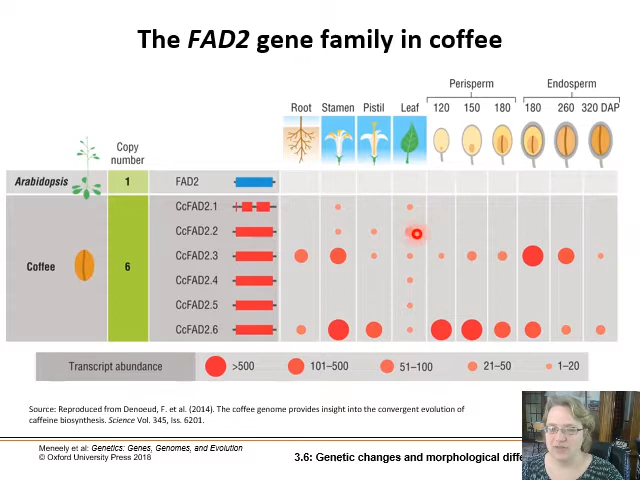 The FAD2 gene family in coffee
Perisperm Endosperm
Root Stamen Pistil Leaf 120 150 180 180 260 320 DAP
Copy
number
Arabidopsis 1 FAD2
CcFAD2.1
CcFAD2.2
Coffee 6 CcFAD2.3
CcFAD2.4
CcFAD2.5
CcFAD2.6
Transcript abundance >500 101–500 51–100 21–50 1–20
Source: Reproduced from Denoeud, F. et al. (2014). The coffee genome provides insight into the convergent evolution of
caffeine biosynthesis. Science Vol. 345, Iss. 6201.
Meneely et al: Genetics: Genes, Genomes, and Evolution
© Oxford University Press 2018
3.6: Genetic changes and morphological